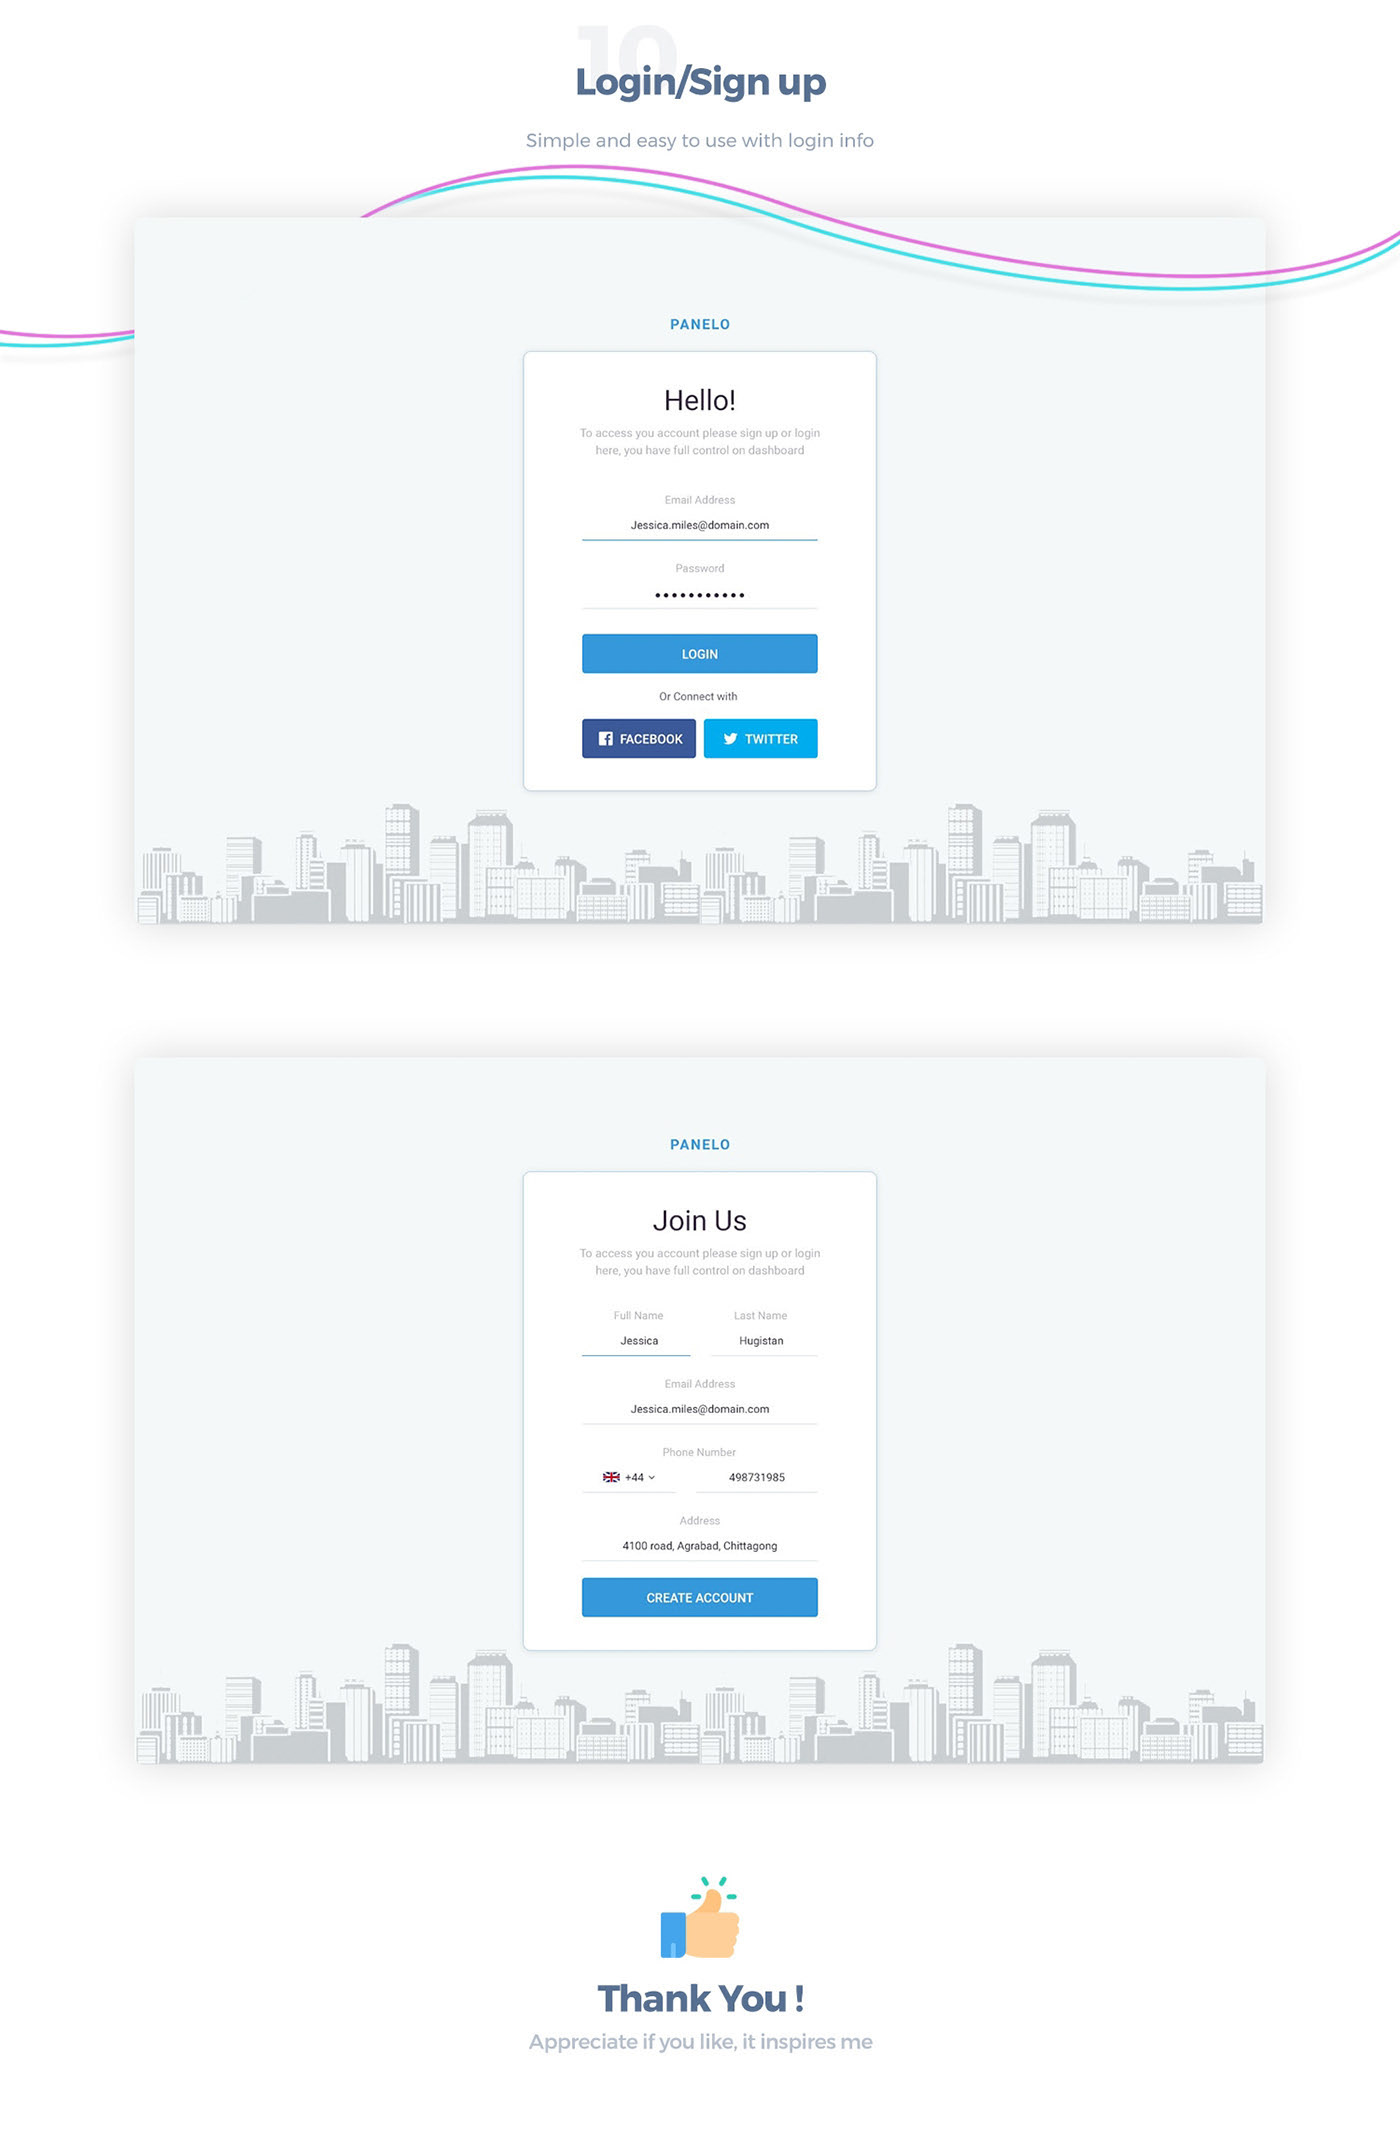 10
Login/Sign up
Simple and easy to use with login info
PANELO
Hello!
To access you account please sign up or login
here, you have full control on dashboard
Email Address
Jessica.miles@domain.com
Password
•••••••••••
LOGIN
Or Connect with
FACEBOOK TWITTER
PANELO
Join Us
To access you account please sign up or login
here, you have full control on dashboard
Full Name Last Name
Jessica Hugistan
Email Address
Jessica.miles@domain.com
Phone Number
+44 498731985
Address
4100 road, Agrabad, Chittagong
CREATE ACCOUNT
Thank You !
Appreciate if you like, it inspires me